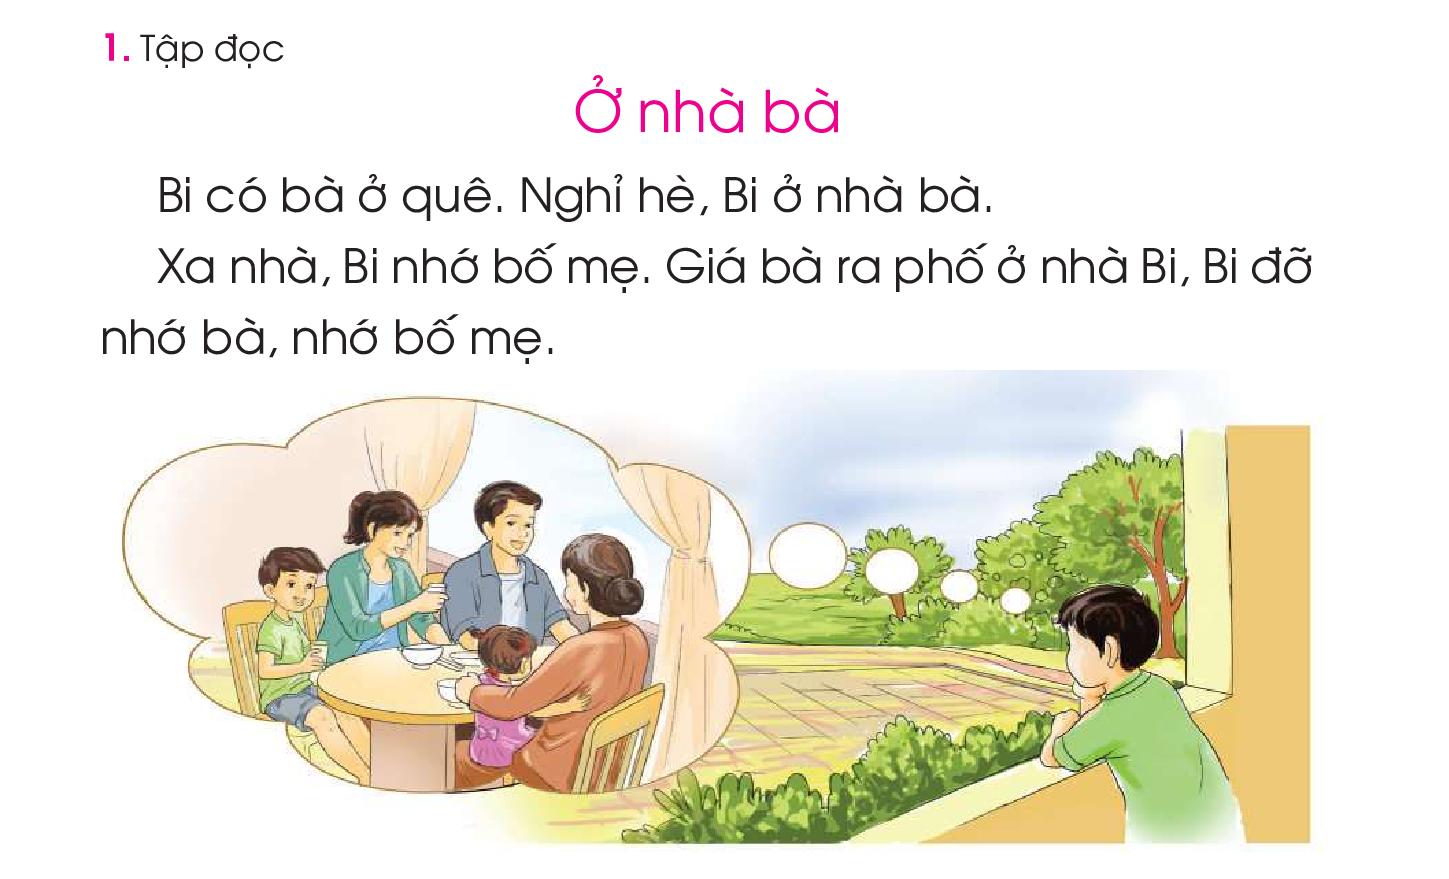 1. Tập đọc
Ở nhà bà
Bi có bà ở quê. Nghỉ hè, Bi ở nhà bà.
Xa nhà, Bi nhớ bố mẹ. Giá bà ra phố ở nhà Bi, Bi đỡ
nhớ bà, nhớ bố mẹ.